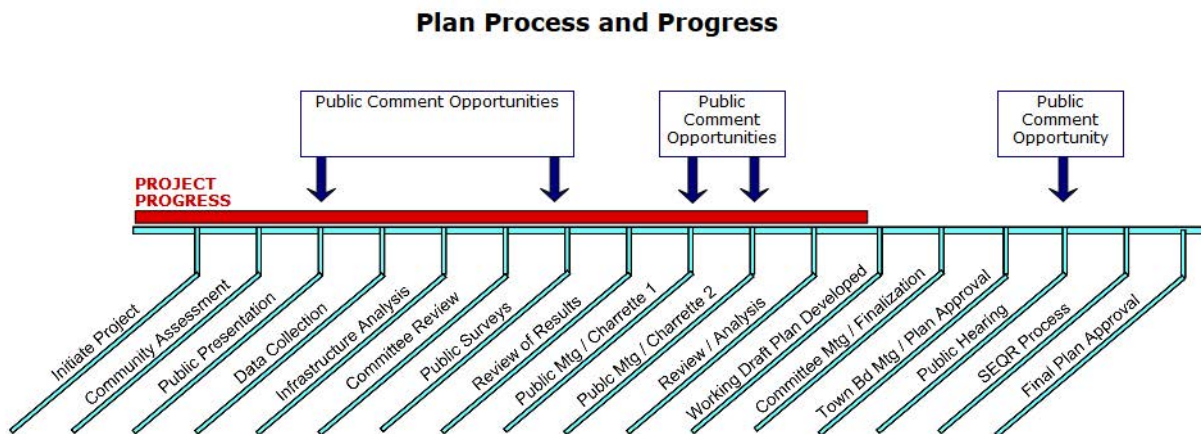 Plan Process and Progress
Public Comment Opportunities
Public
Comment
Opportunities
Public
Comment
Opportunity
PROJECT
PROGRESS
Initiate Project
Community Assessment
Public Presentation
Data Collection
Infrastructure Analysis
Committee Review
Public Surveys
Review of Results
Public Mtg / Charrette 1
Pubic Mtg / Charrette 2
Review / Analysis
Working Draft Plan Developed
Committee Mtg / Finalization
Town Bd Mtg / Plan Approval
Public Hearing
SEQR Process
Final Plan Approval